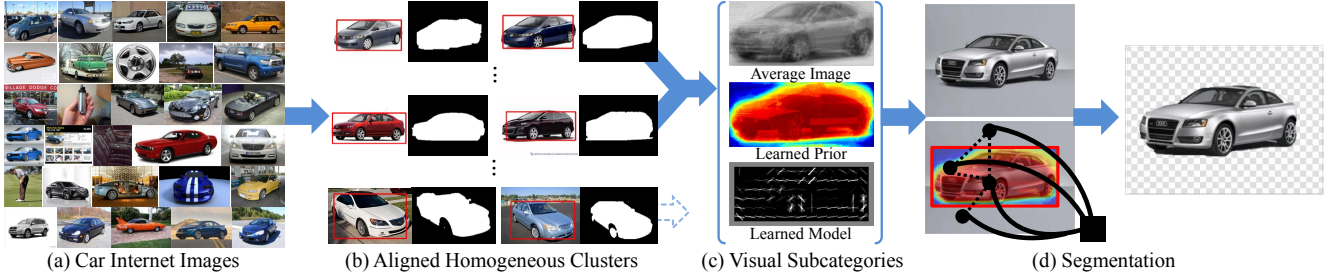 VILLAGE DODGE
Average Image
Learned Prior
Learned Model
(a) Car Internet Images
(b) Aligned Homogeneous Clusters
(c) Visual Subcategories
(d) Segmentation